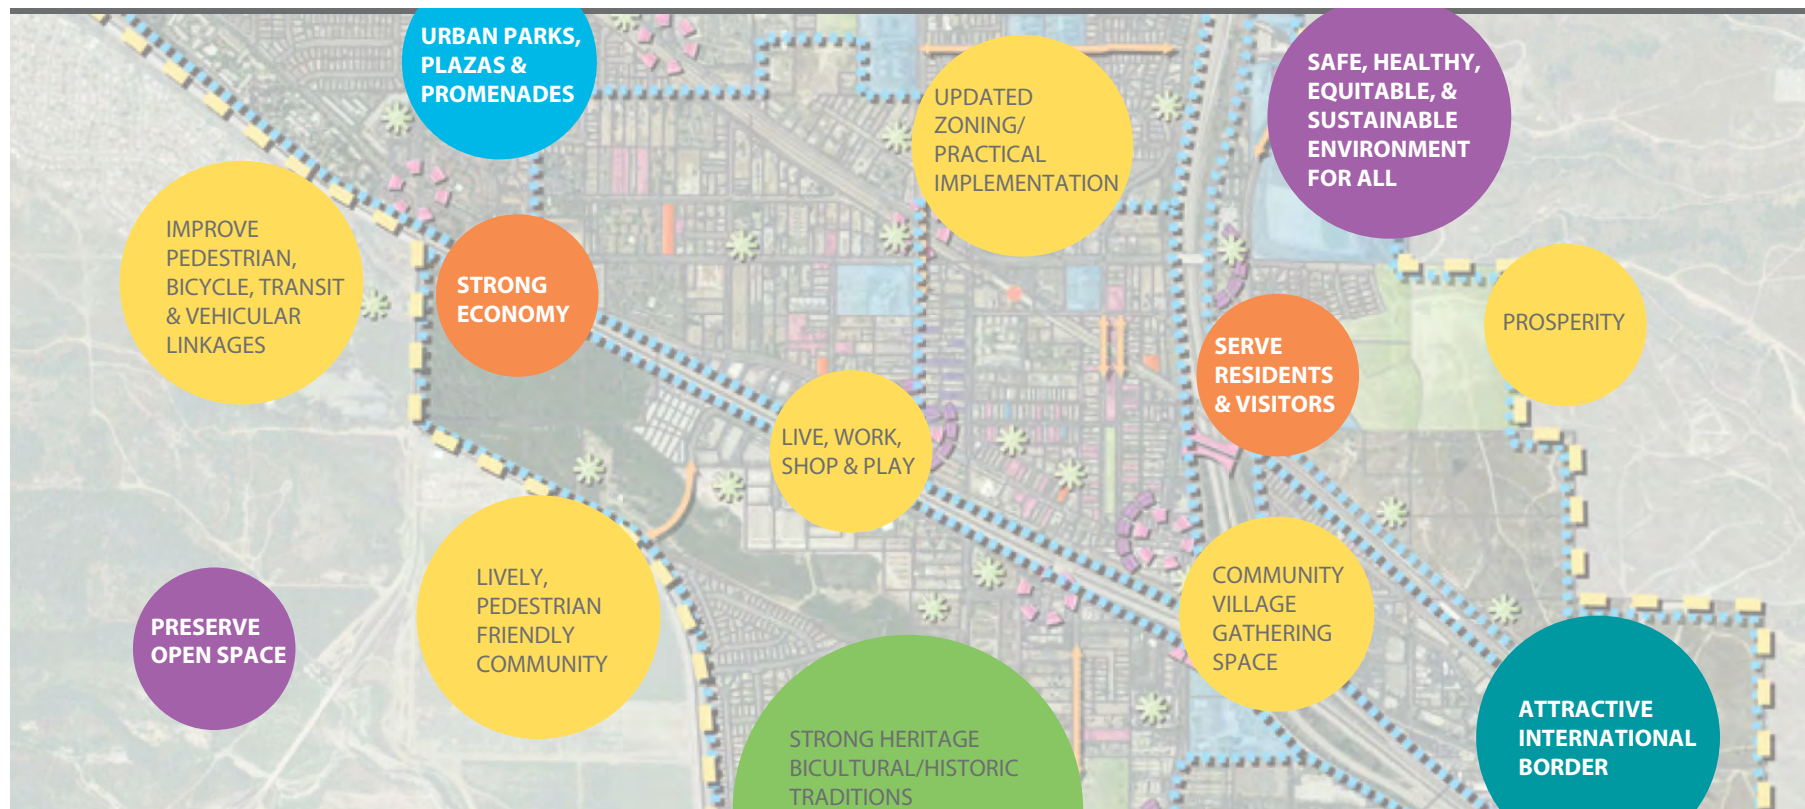 URBAN PARKS,
PLAZAS &
PROMENADES
UPDATED
ZONING/
PRACTICAL
IMPLEMENTATION
SAFE, HEALTHY,
EQUITABLE, &
SUSTAINABLE
ENVIRONMENT
FOR ALL
IMPROVE
PEDESTRIAN,
BICYCLE, TRANSIT
& VEHICULAR
LINKAGES
STRONG
ECONOMY
SERVE
RESIDENTS
& VISITORS
PROSPERITY
LIVE, WORK,
SHOP & PLAY
PRESERVE
OPEN SPACE
LIVELY,
PEDESTRIAN
FRIENDLY
COMMUNITY
COMMUNITY
VILLAGE
GATHERING
SPACE
STRONG HERITAGE
BICULTURAL/HISTORIC
TRADITIONS
ATTRACTIVE
INTERNATIONAL
BORDER